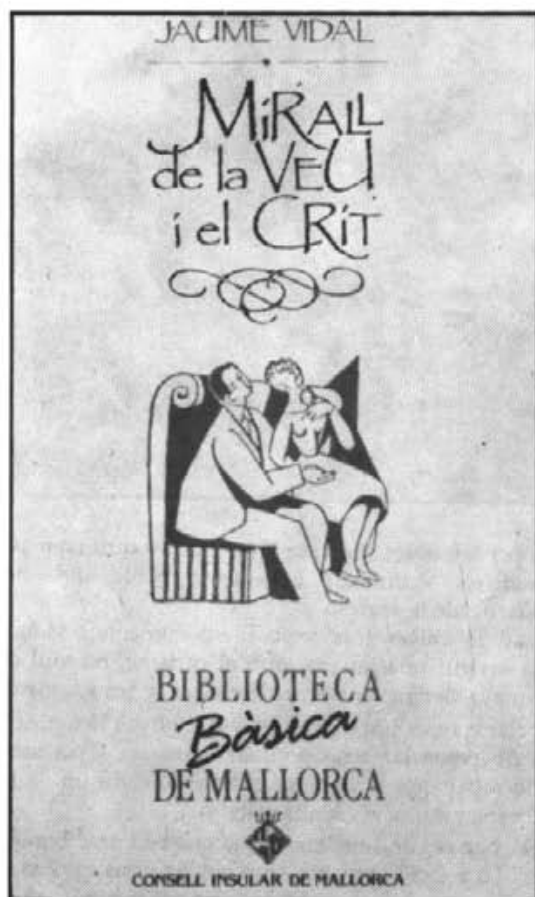 JAUME VIDAL
MIRALL
de la VEU
i el CRIT
BIBLIOTECA
Bàsica
DE MALLORCA
CONSELL INSULAR DE MALLORCA